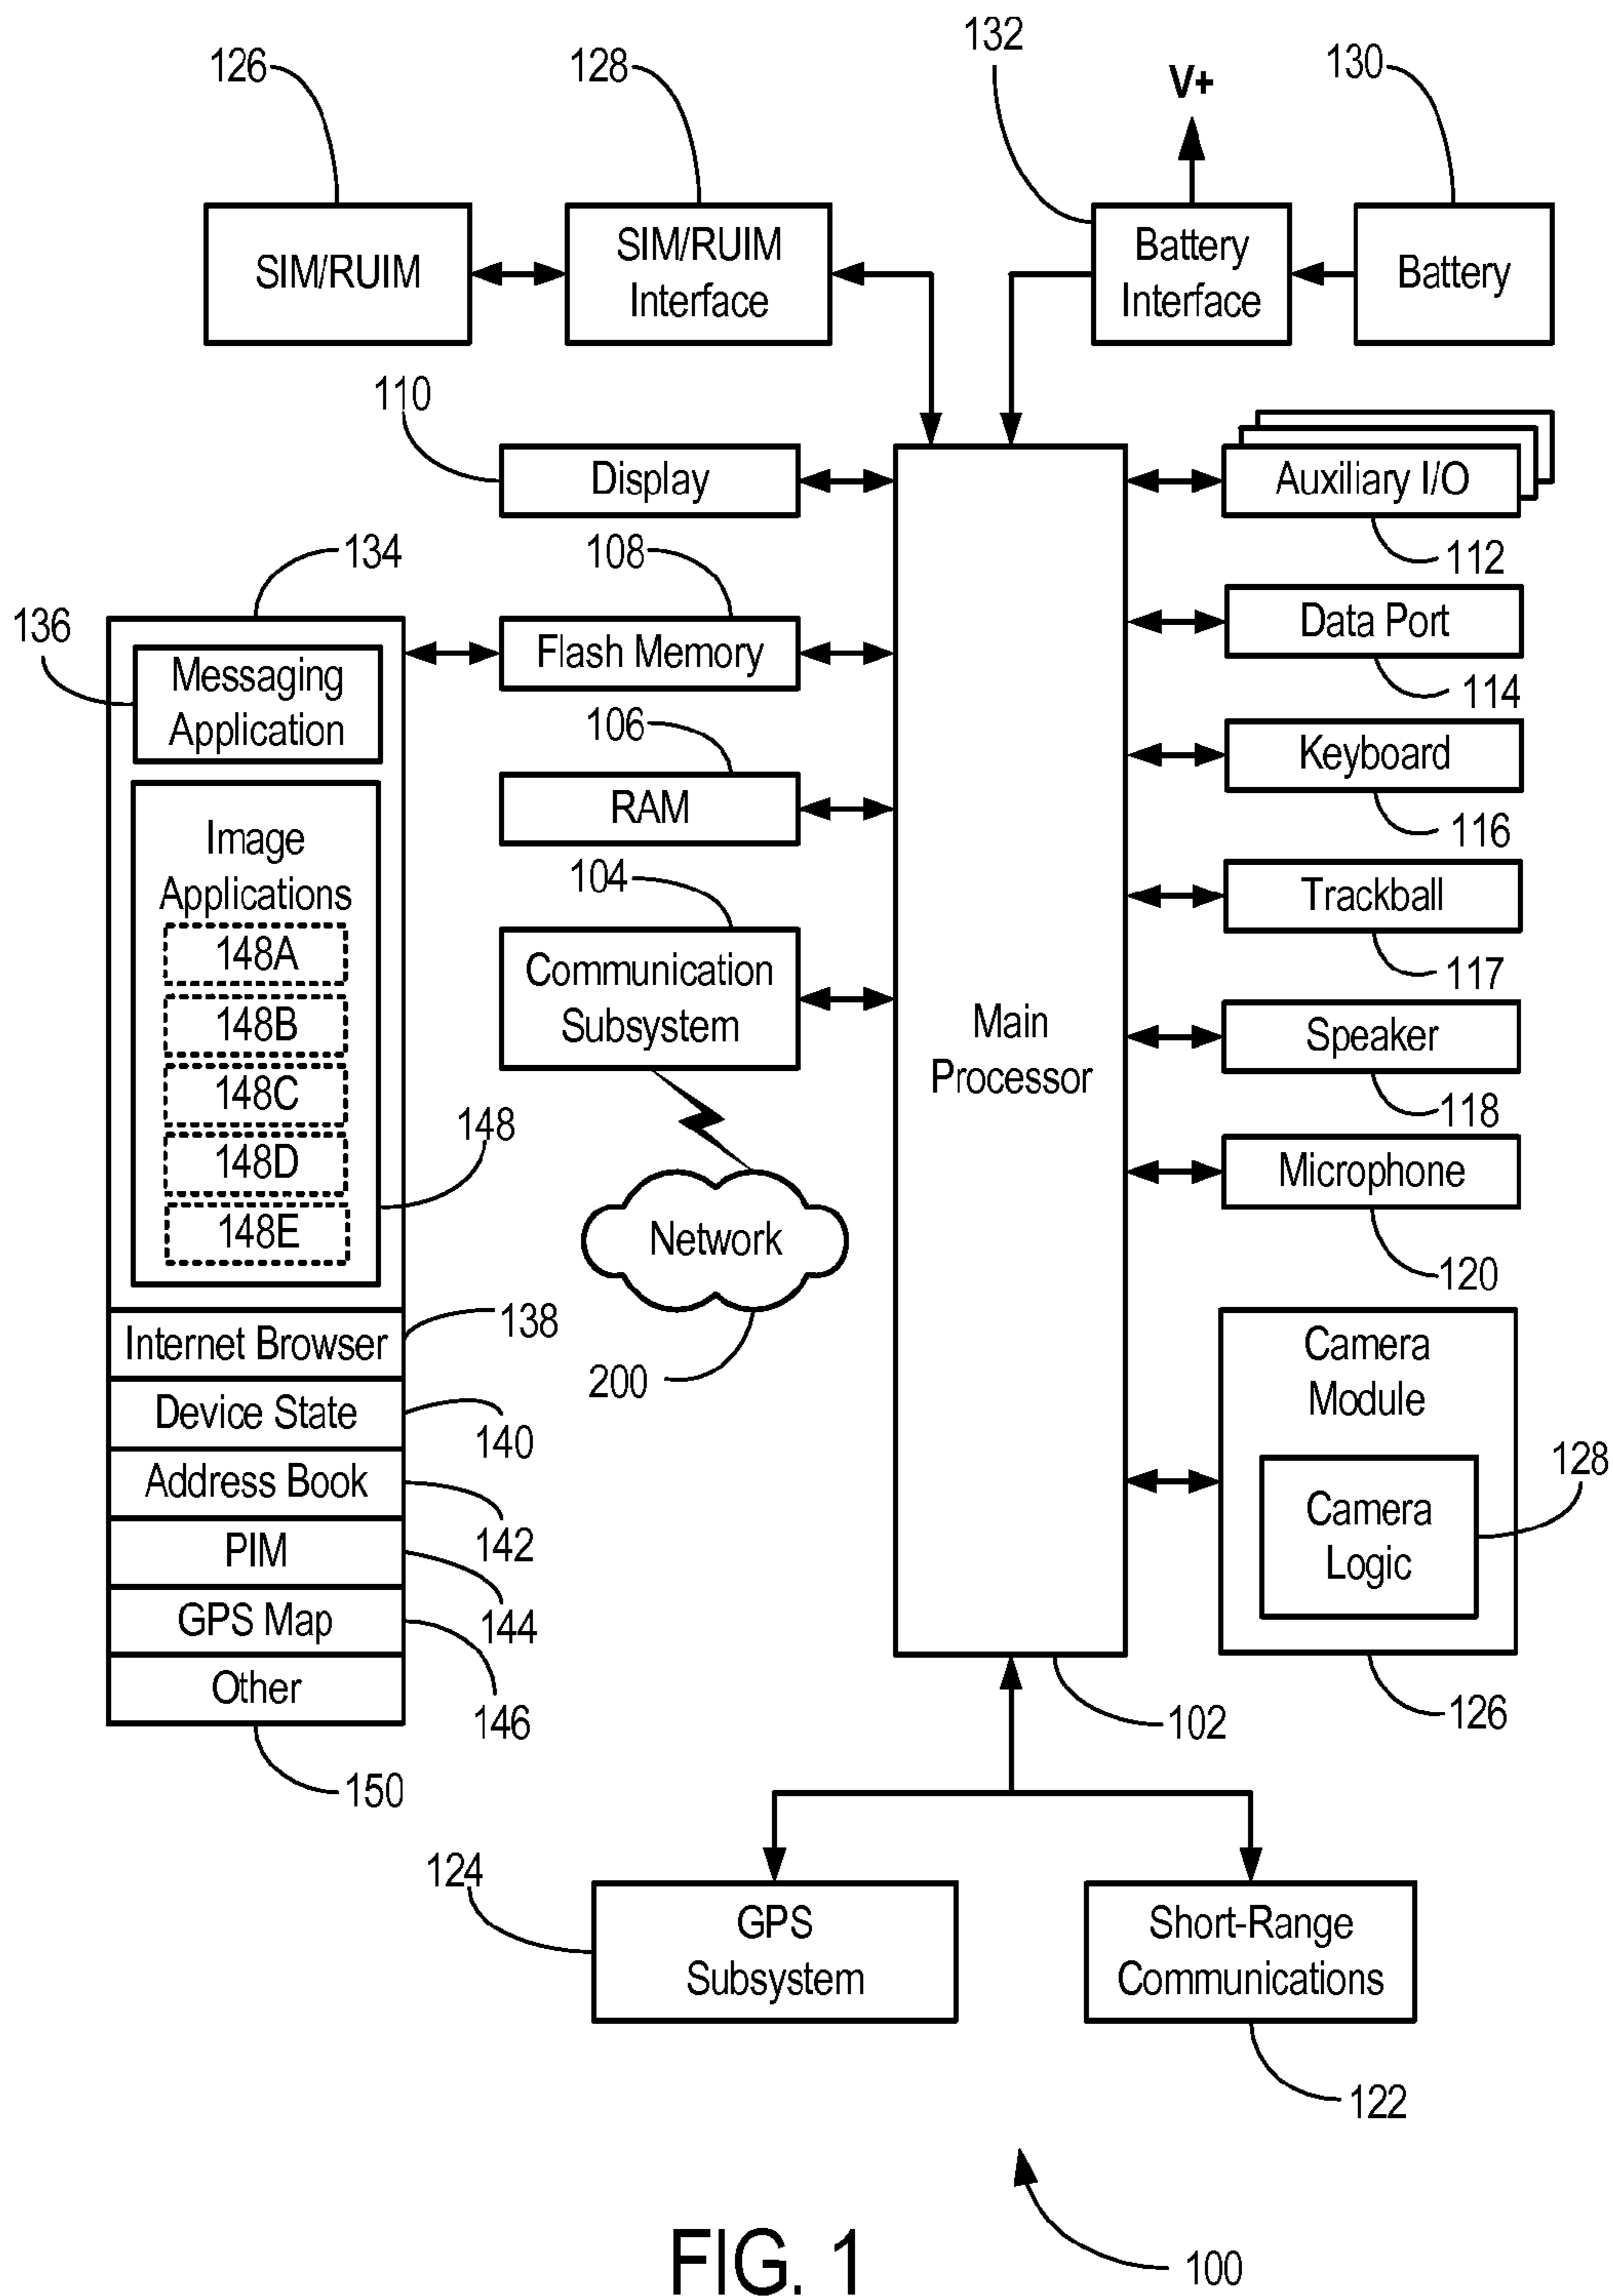 126
128
132
V+
130
SIM/RUIM
SIM/RUIM
Interface
Battery
Interface
Battery
110
Display
Auxiliary I/O
112
134
108
136
Messaging
Application
Flash Memory
Data Port
114
106
RAM
Keyboard
116
Image
Applications
148A
148B
148C
148D
148E
148
104
Communication
Subsystem
Main
Processor
Trackball
117
Speaker
118
Microphone
120
Network
200
Internet Browser
138
Device State
140
Address Book
142
PIM
144
GPS Map
146
Other
150
Camera
Module
Camera
Logic
128
126
102
124
GPS
Subsystem
Short-Range
Communications
122
100
FIG. 1